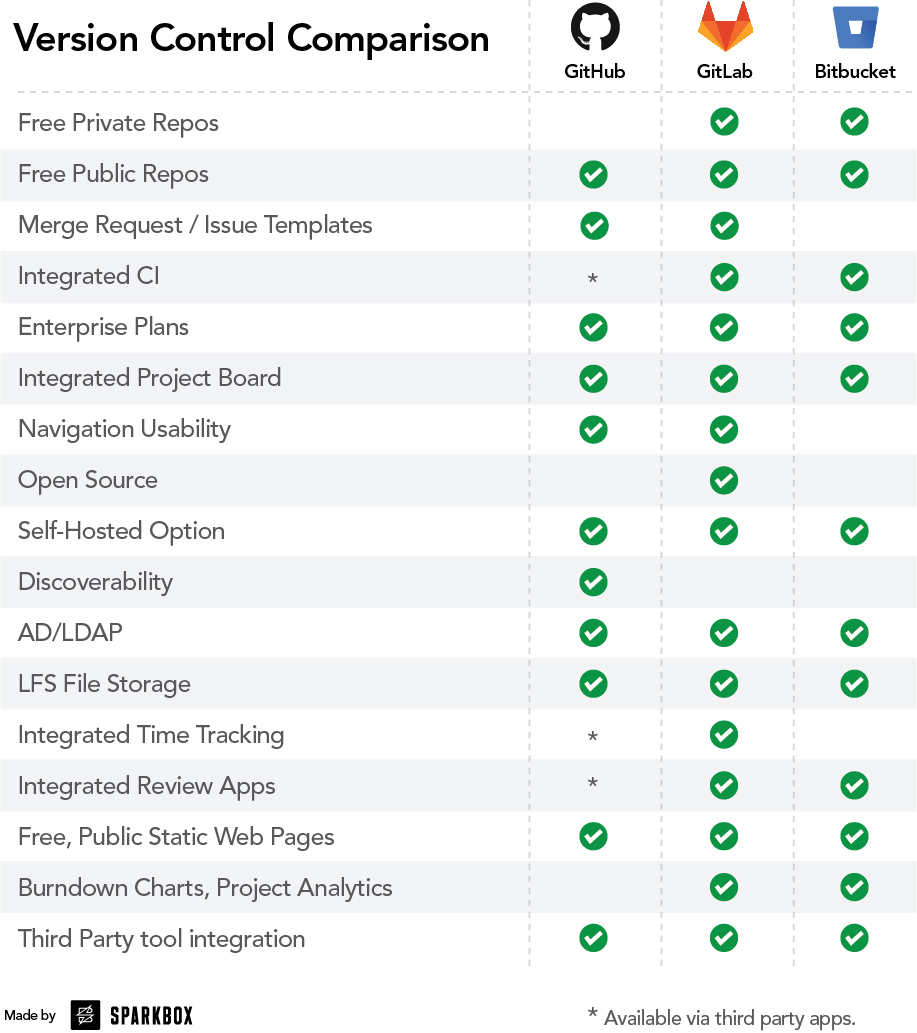 Version Control Comparison
GitHub GitLab Bitbucket
Free Private Repos
Free Public Repos
Merge Request / Issue Templates
Integrated CI *
Enterprise Plans
Integrated Project Board
Navigation Usability
Open Source
Self-Hosted Option
Discoverability
AD/LDAP
LFS File Storage
Integrated Time Tracking *
Integrated Review Apps *
Free, Public Static Web Pages
Burndown Charts, Project Analytics
Third Party tool integration
Made by SPARKBOX
* Available via third party apps.